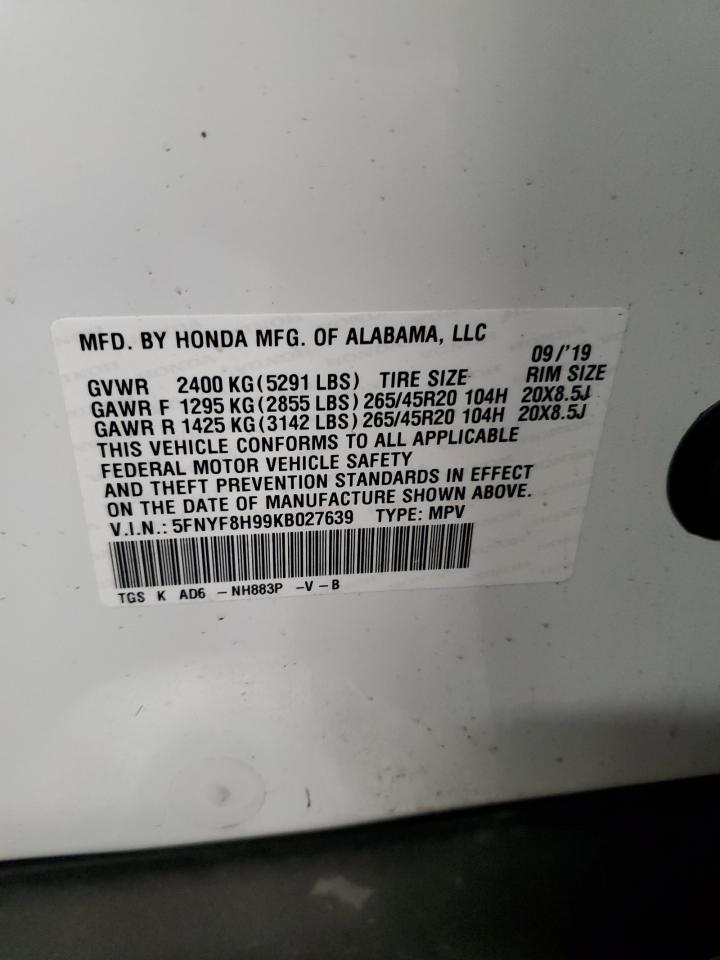 MFD. BY HONDA MFG. OF ALABAMA, LLC
09/'19
GVWR 2400 KG (5291 LBS) TIRE SIZE RIM SIZE
GAWR F 1295 KG (2855 LBS) 265/45R20 104H 20X8.5J
GAWR R 1425 KG (3142 LBS) 265/45R20 104H 20X8.5J
THIS VEHICLE CONFORMS TO ALL APPLICABLE
FEDERAL MOTOR VEHICLE SAFETY
AND THEFT PREVENTION STANDARDS IN EFFECT
ON THE DATE OF MANUFACTURE SHOWN ABOVE.
V.I.N.: 5FNYF8H99KB027639 TYPE: MPV
TGS K AD6 -NH883P -V-B